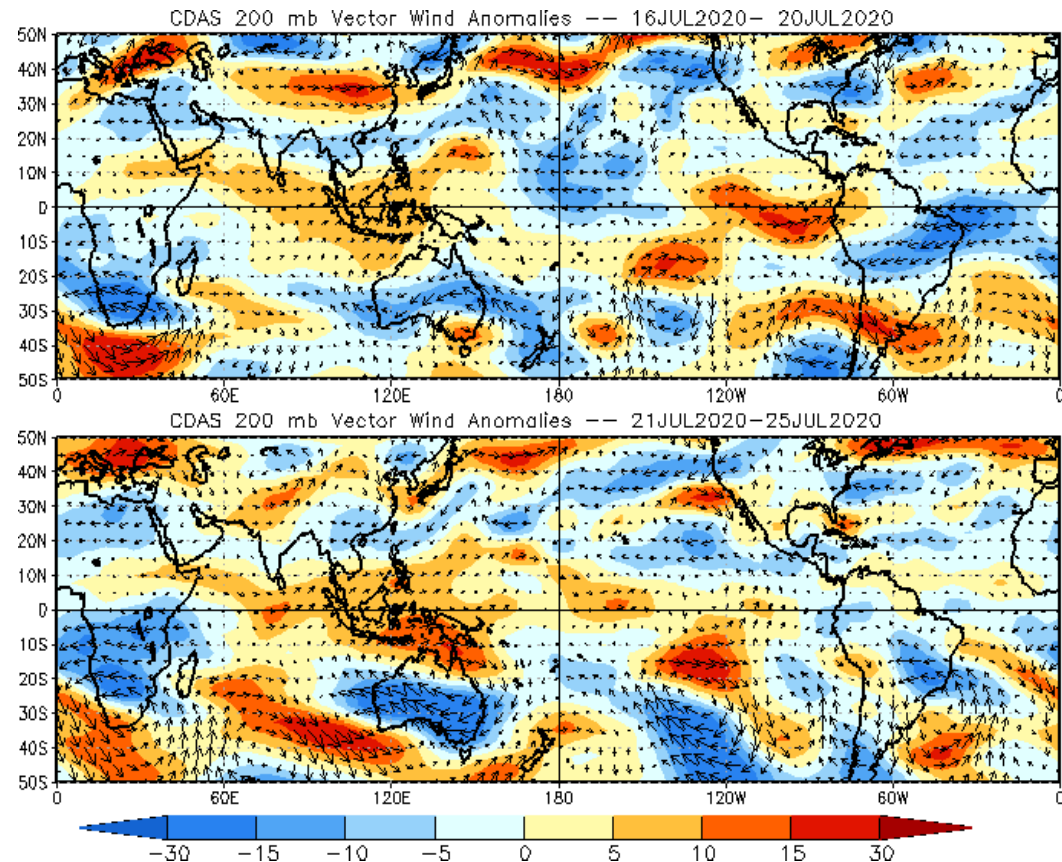 CDAS 200 mb Vector Wind Anomalies -- 16JUL2020- 20JUL2020
50N
40N
30N
20N
10N
0
10S
20S
30S
40S
50S
0 60E 120E 180 120W 60W 0
CDAS 200 mb Vector Wind Anomalies -- 21JUL2020-25JUL2020
50N
40N
30N
20N
10N
0
10S
20S
30S
40S
50S
0 60E 120E 180 120W 60W 0
-30 -15 -10 -5 0 5 10 15 30